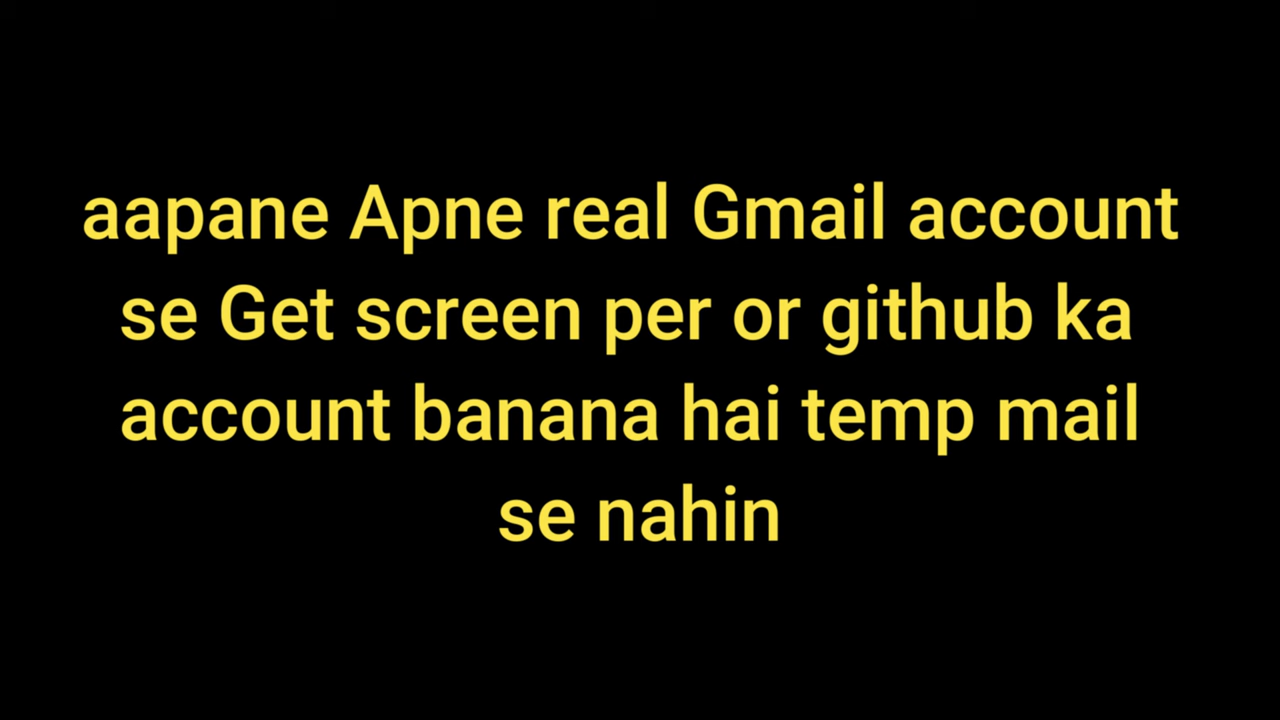 aapane Apne real Gmail account
se Get screen per or github ka
account banana hai temp mail
se nahin